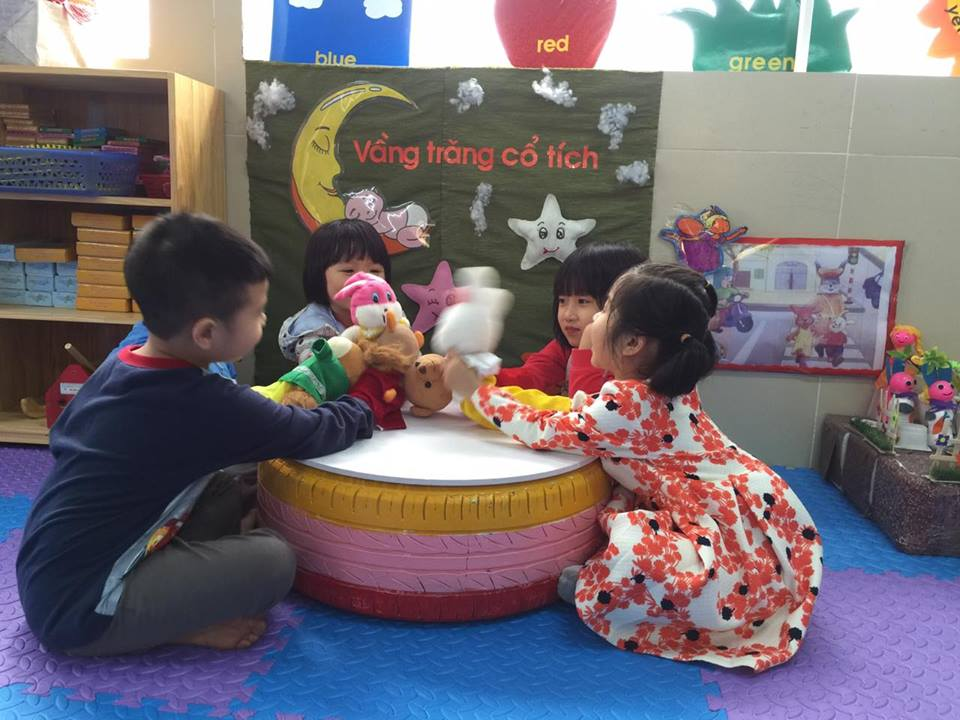 blue
red
green
Vầng trăng cổ tích